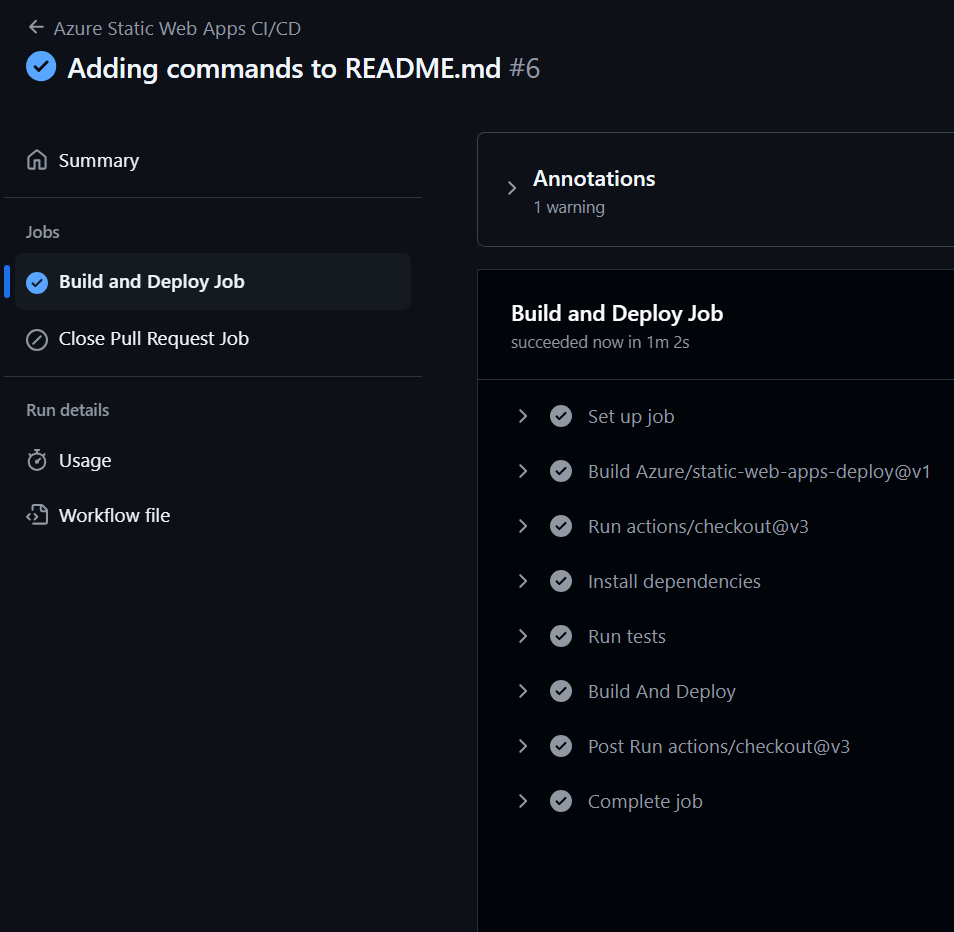 Azure Static Web Apps CI/CD
Adding commands to README.md #6
Summary
Jobs
Build and Deploy Job
Close Pull Request Job
Run details
Usage
Workflow file
Annotations
1 warning
Build and Deploy Job
succeeded now in 1m 2s
Set up job
Build Azure/static-web-apps-deploy@v1
Run actions/checkout@v3
Install dependencies
Run tests
Build And Deploy
Post Run actions/checkout@v3
Complete job